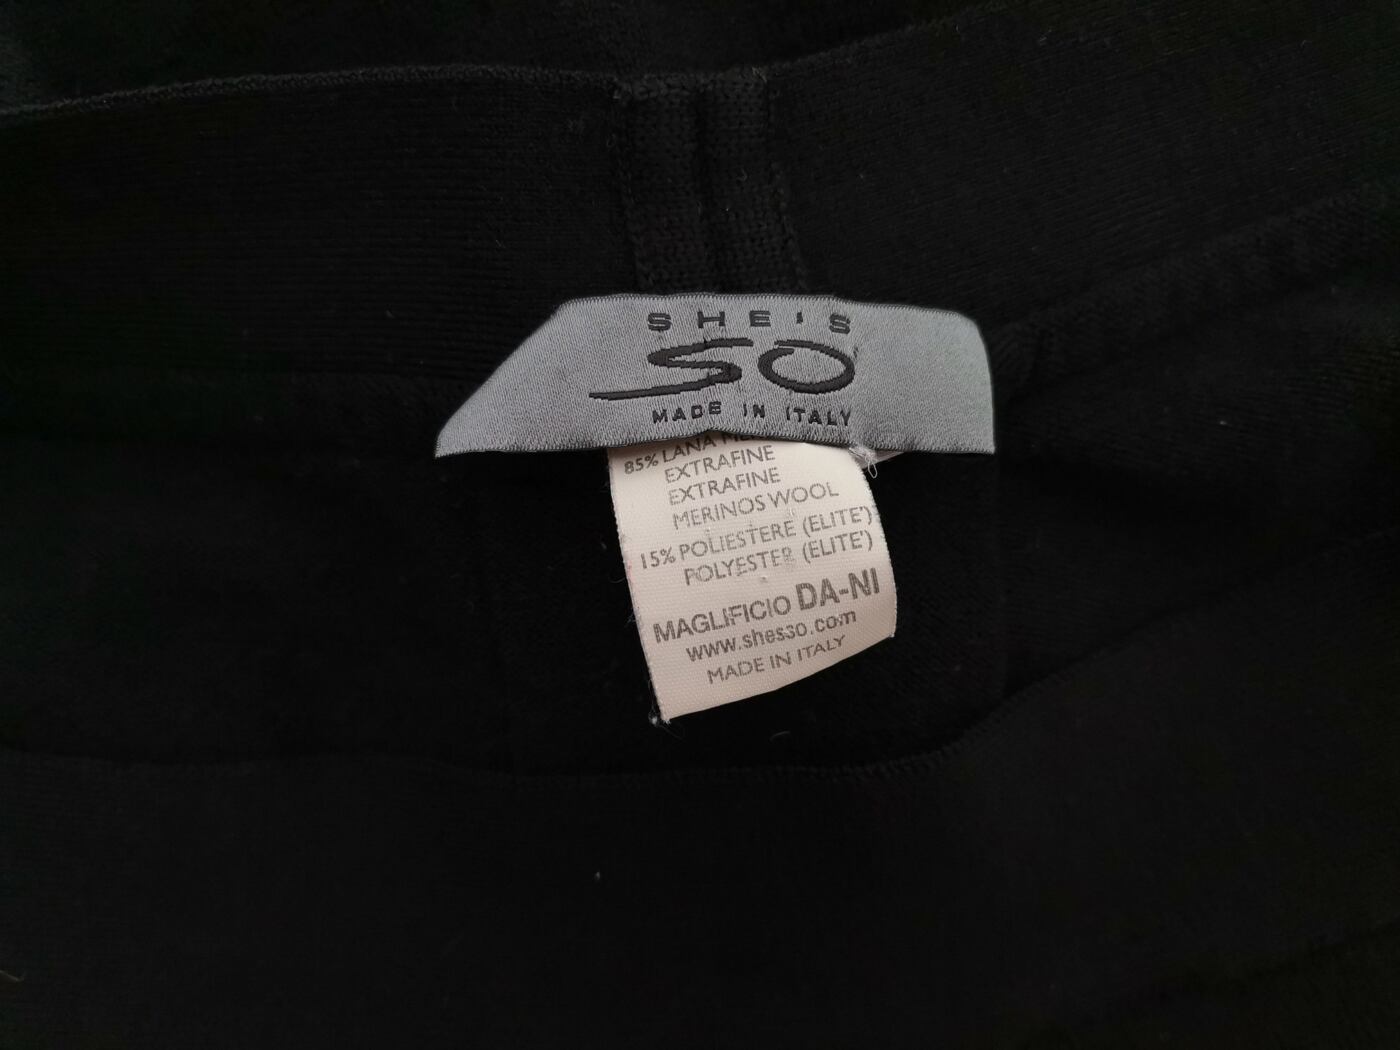 SHE'S
SO
MADE IN ITALY
85% LANA
EXTRAFINE
EXTRAFINE
MERINOS WOOL
15% POLIESTERE (ELITE')
POLYESTER (ELITE')
MAGLIFICIO DA-NI
www.shesso.com
MADE IN ITALY